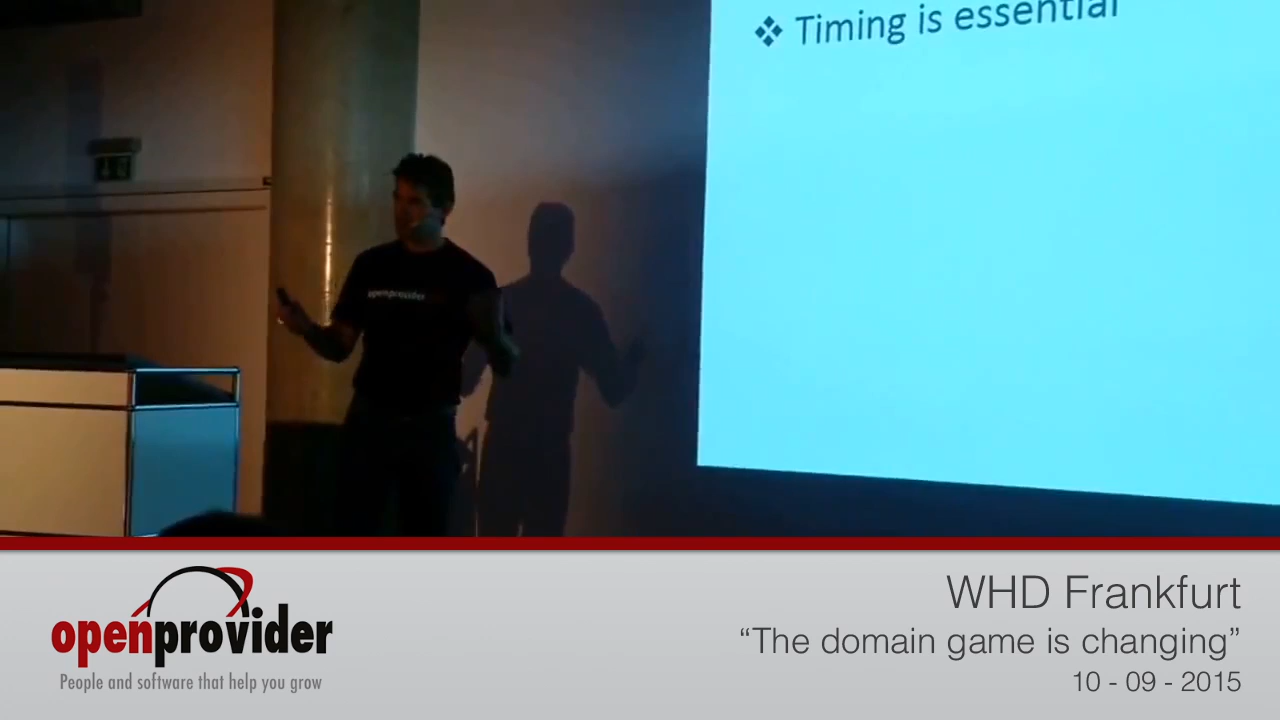 ❖ Timing is essential
openprovider
openprovider
People and software that help you grow
WHD Frankfurt
“The domain game is changing”
10 - 09 - 2015